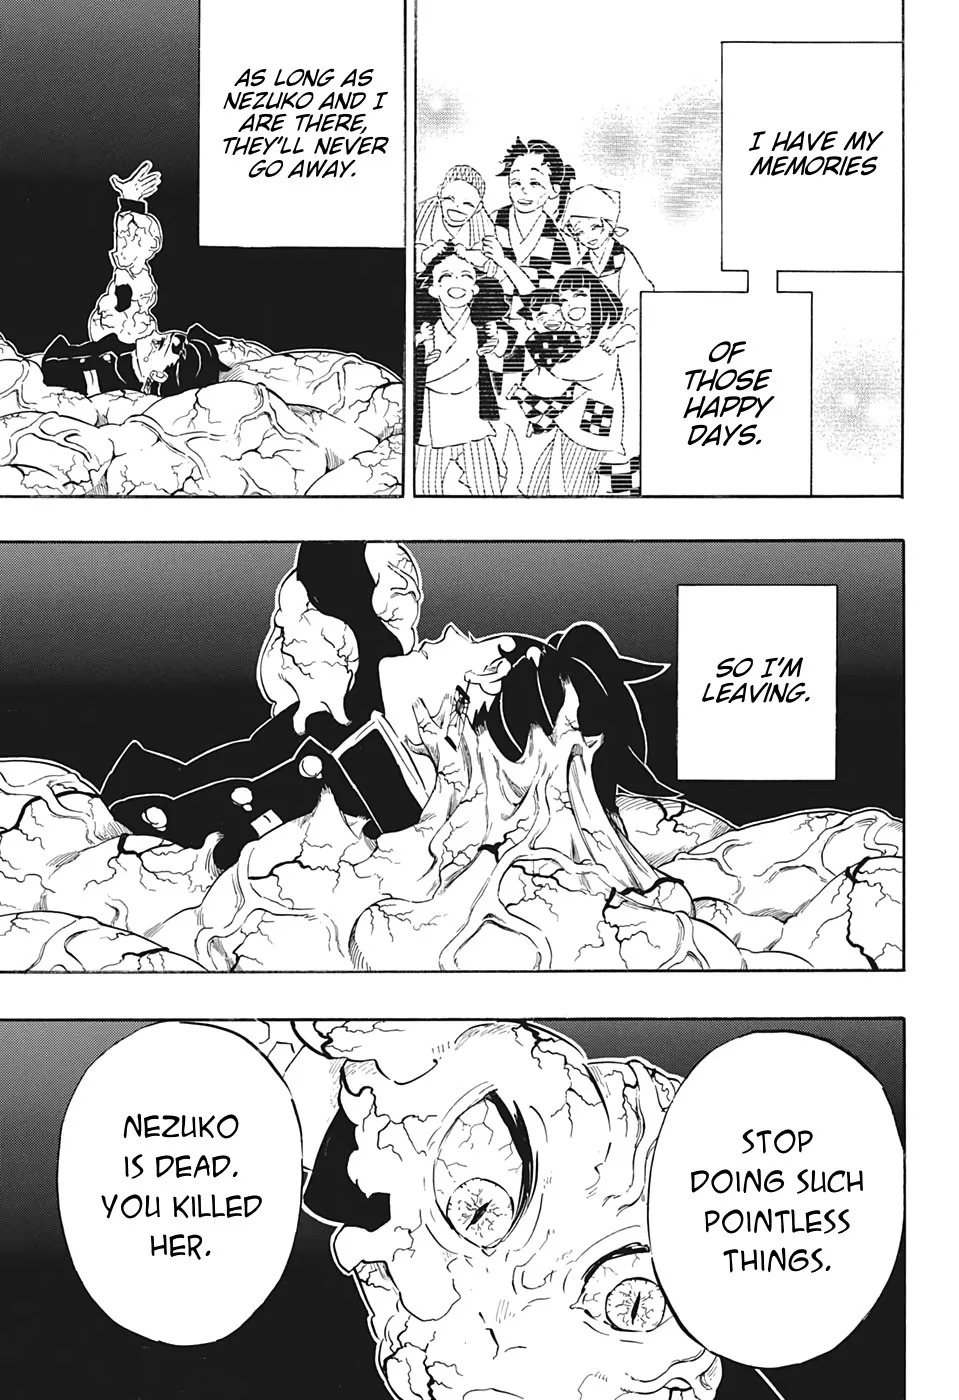 I HAVE MY
MEMORIES
OF
THOSE
HAPPY
DAYS.
AS LONG AS
NEZUKO AND I
ARE THERE,
THEY'LL NEVER
GO AWAY.
SO I'M
LEAVING.
STOP
DOING SUCH
POINTLESS
THINGS.
NEZUKO
IS DEAD.
YOU KILLED
HER.